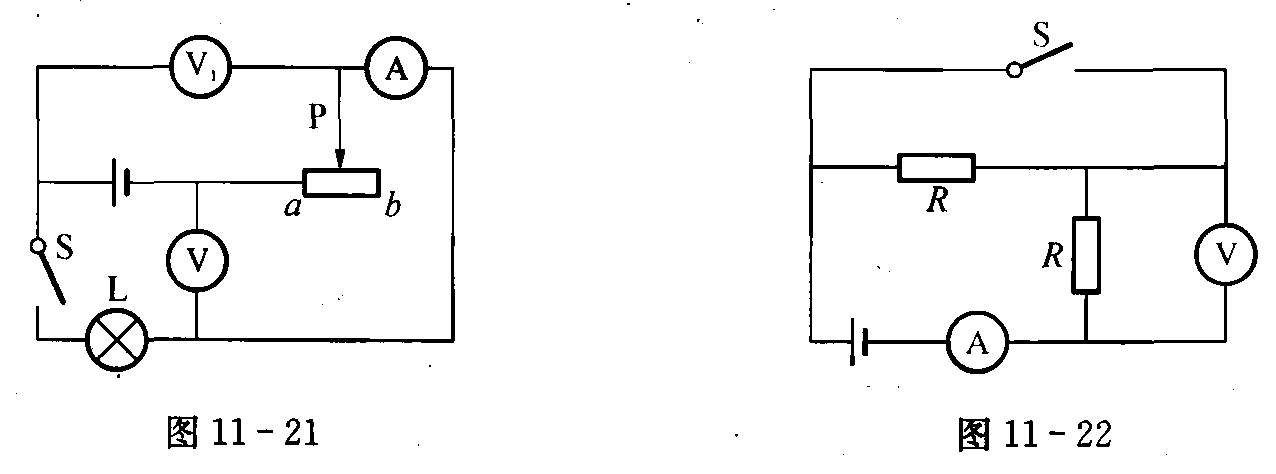 V₁
A
P
a
b
S
V
L
图 11-21
S
R
R
V
A
图 11-22